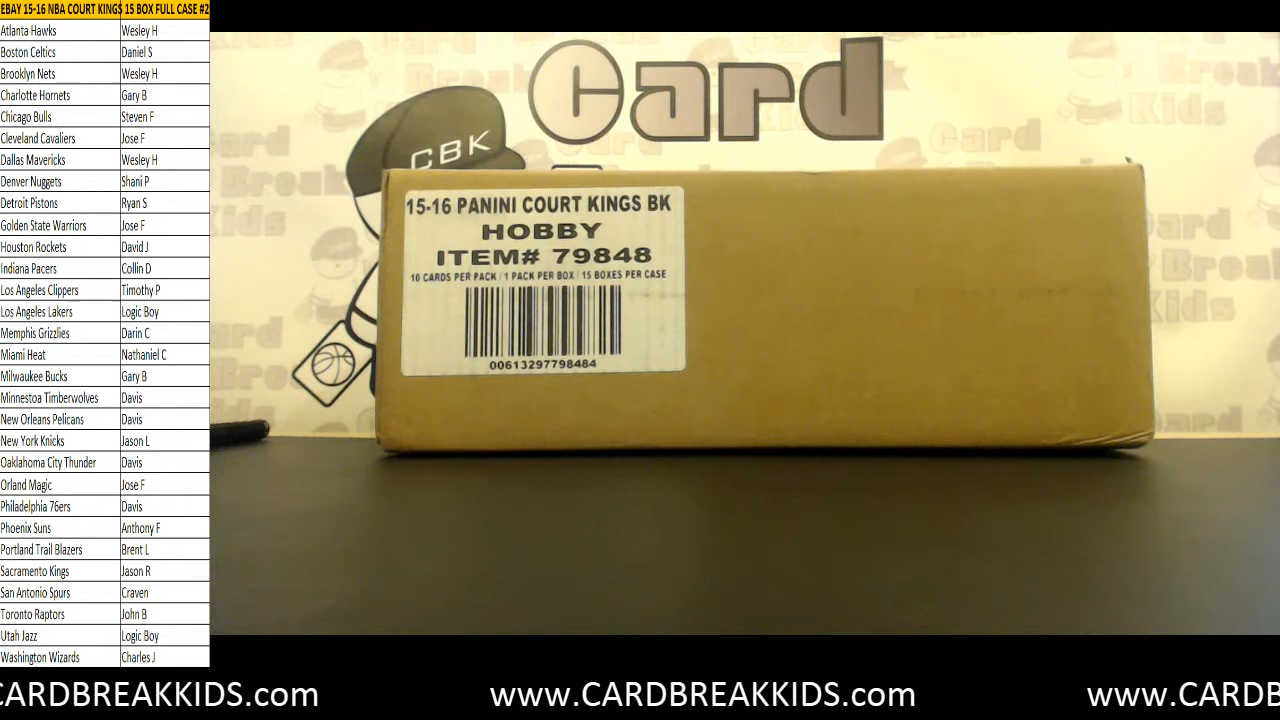 EBAY 15-16 NBA COURT KINGS 15 BOX FULL CASE #2
Atlanta Hawks Wesley H
Boston Celtics Daniel S
Brooklyn Nets Wesley H
Charlotte Hornets Gary B
Chicago Bulls Steven F
Cleveland Cavaliers Jose F
Dallas Mavericks Wesley H
Denver Nuggets Shani P
Detroit Pistons Ryan S
Golden State Warriors Jose F
Houston Rockets David J
Indiana Pacers Collin D
Los Angeles Clippers Timothy P
Los Angeles Lakers Logic Boy
Memphis Grizzlies Darin C
Miami Heat Nathaniel C
Milwaukee Bucks Gary B
Minnestoa Timberwolves Davis
New Orleans Pelicans Davis
New York Knicks Jason L
Oaklahoma City Thunder Davis
Orland Magic Jose F
Philadelphia 76ers Davis
Phoenix Suns Anthony F
Portland Trail Blazers Brent L
Sacramento Kings Jason R
San Antonio Spurs Craven
Toronto Raptors John B
Utah Jazz Logic Boy
Washington Wizards Charles J
Card
CBK
15-16 PANINI COURT KINGS BK
HOBBY
ITEM# 79848
10 CARDS PER PACK / 1 PACK PER BOX / 15 BOXES PER CASE
00613297798484
Card
Break
Kids
CARDBREAKKIDS.com www.CARDBREAKKIDS.com www.CARDB